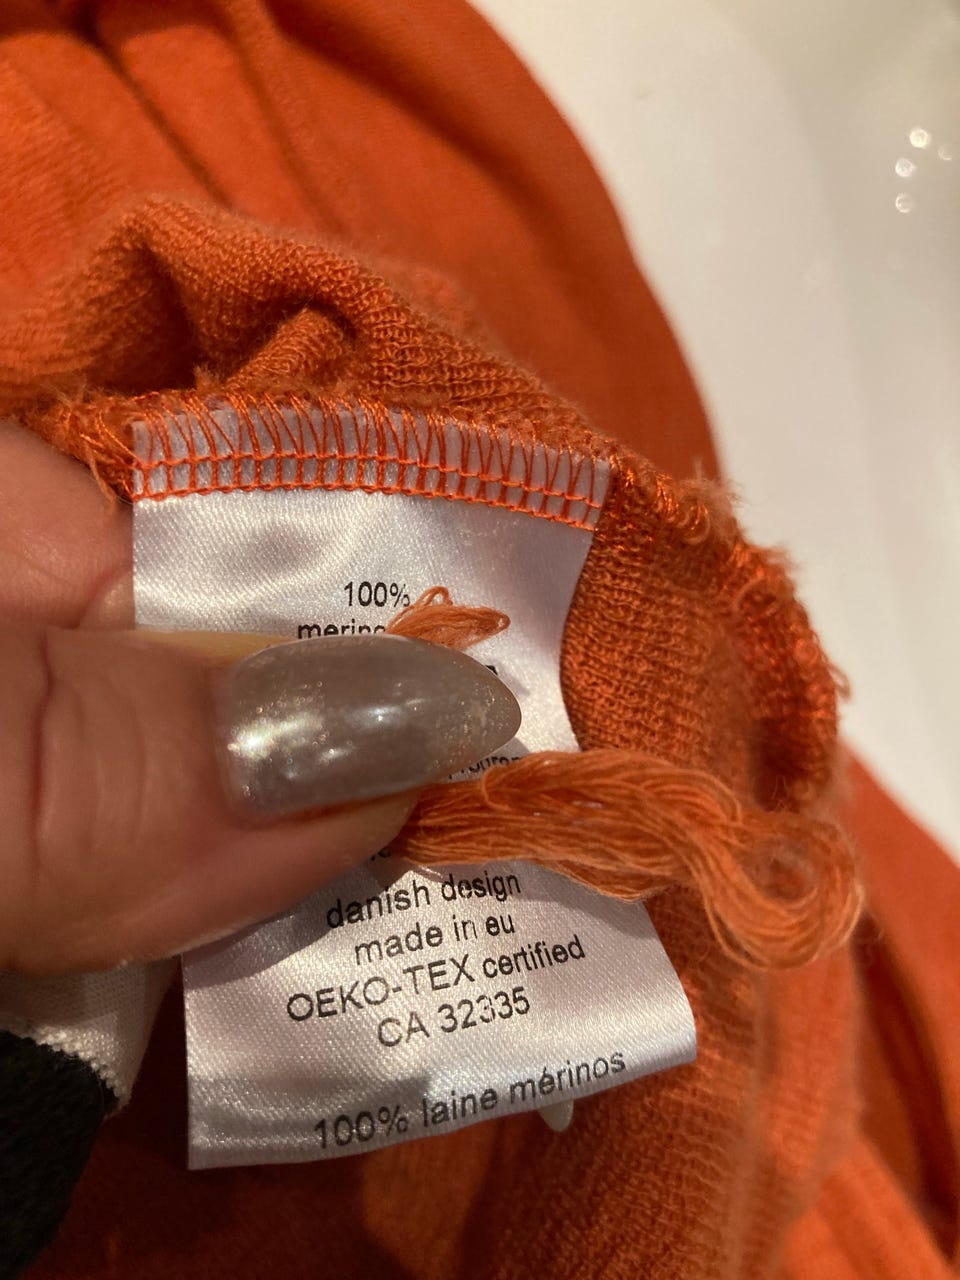 100%
danish design
made in eu
OEKO-TEX certified
CA 32335
100% laine mérinos